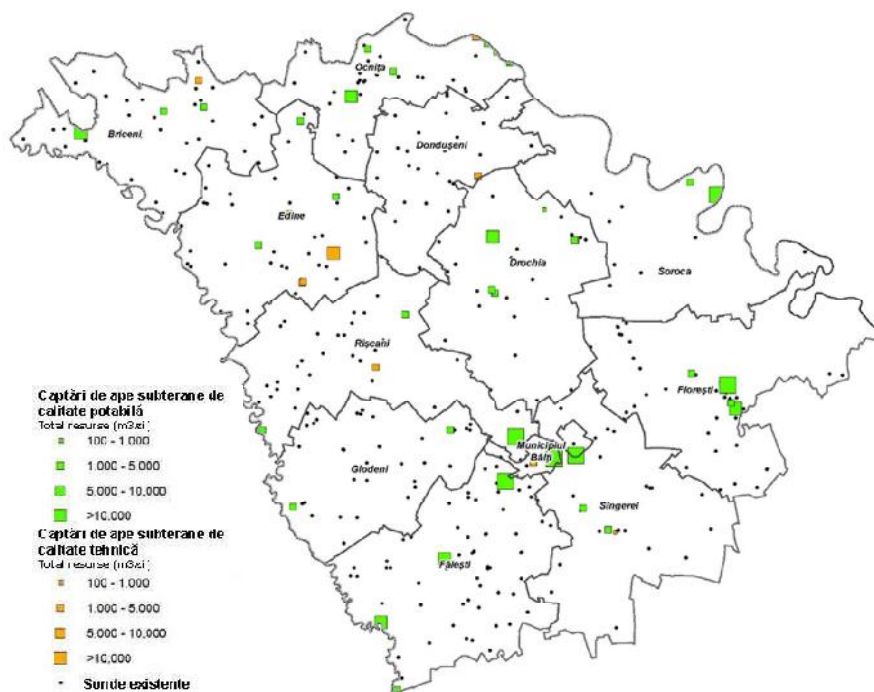 Ocnița
Briceni
Dondușeni
Edineț
Drochia
Soroca
Rîșcani
Florești
Municipiul
Bălți
Glodeni
Sîngerei
Fălești
Captări de ape subterane de
calitate potabilă
Total resurse (m3/zi)
100 - 1.000
1.000 - 5.000
5.000 - 10.000
>10.000
Captări de ape subterane de
calitate tehnică
Total resurse (m3/zi)
100 - 1.000
1.000 - 5.000
5.000 - 10.000
>10.000
Sunde existente